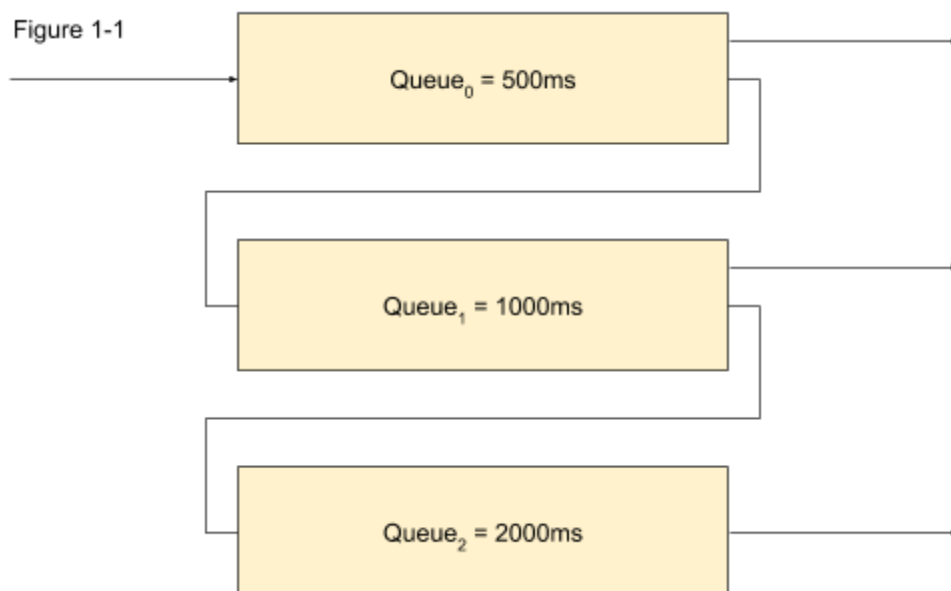 Figure 1-1
Queue₀ = 500ms
Queue₁ = 1000ms
Queue₂ = 2000ms